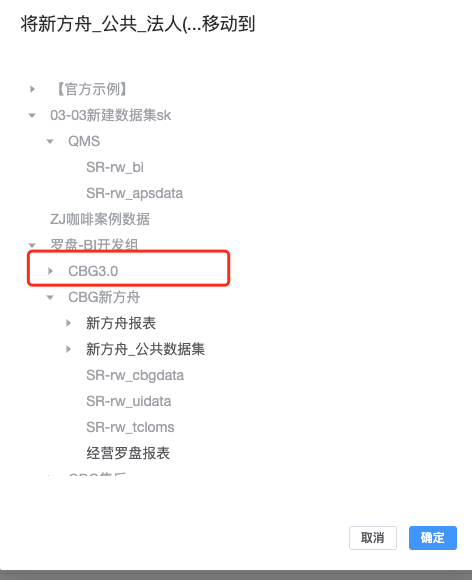 将新方舟_公共_法人(...移动到
【官方示例】
03-03新建数据集sk
QMS
SR-rw_bi
SR-rw_apsdata
ZJ咖啡案例数据
罗盘-BI开发组
CBG3.0
CBG新方舟
新方舟报表
新方舟_公共数据集
SR-rw_cbgdata
SR-rw_uidata
SR-rw_tcloms
经营罗盘报表
取消
确定